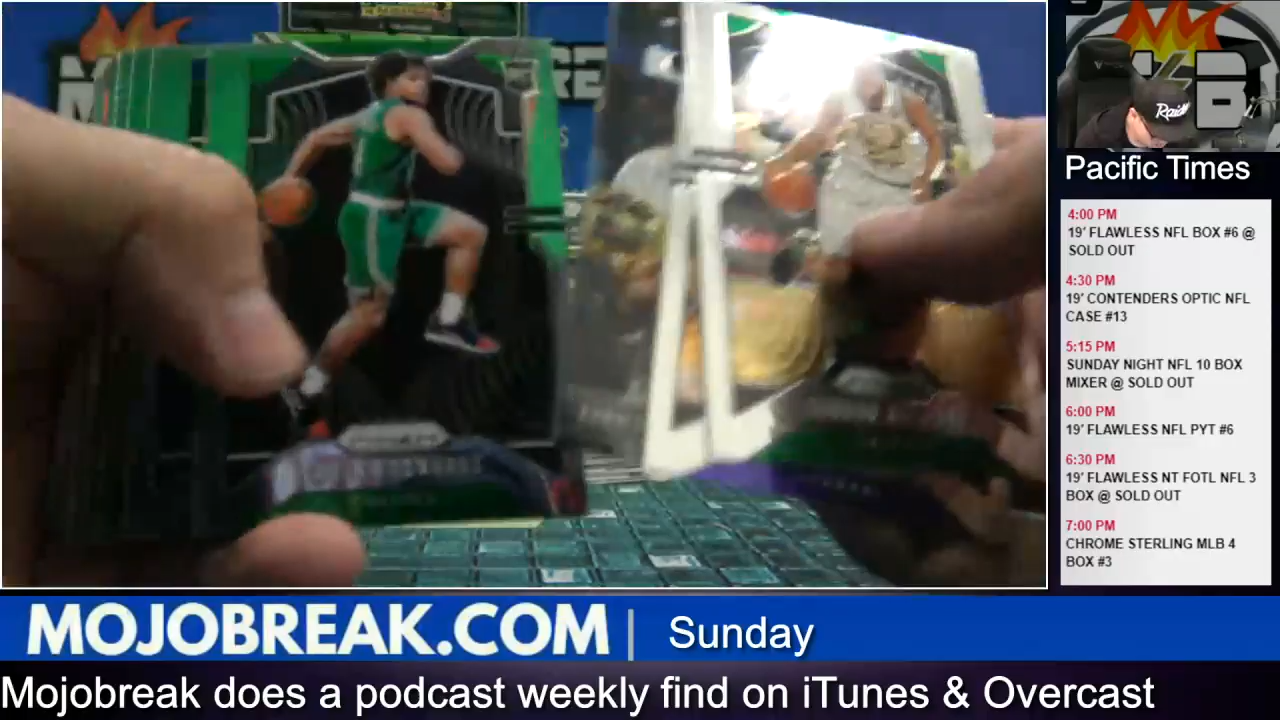 Raid
B
Pacific Times
4:00 PM
19' FLAWLESS NFL BOX #6 @
SOLD OUT
4:30 PM
19' CONTENDERS OPTIC NFL
CASE #13
5:15 PM
SUNDAY NIGHT NFL 10 BOX
MIXER @ SOLD OUT
6:00 PM
19' FLAWLESS NFL PYT #6
6:30 PM
19' FLAWLESS NT FOTL NFL 3
BOX @ SOLD OUT
7:00 PM
CHROME STERLING MLB 4
BOX #3
MOJOBREAK.COM | Sunday
Mojobreak does a podcast weekly find on iTunes & Overcast